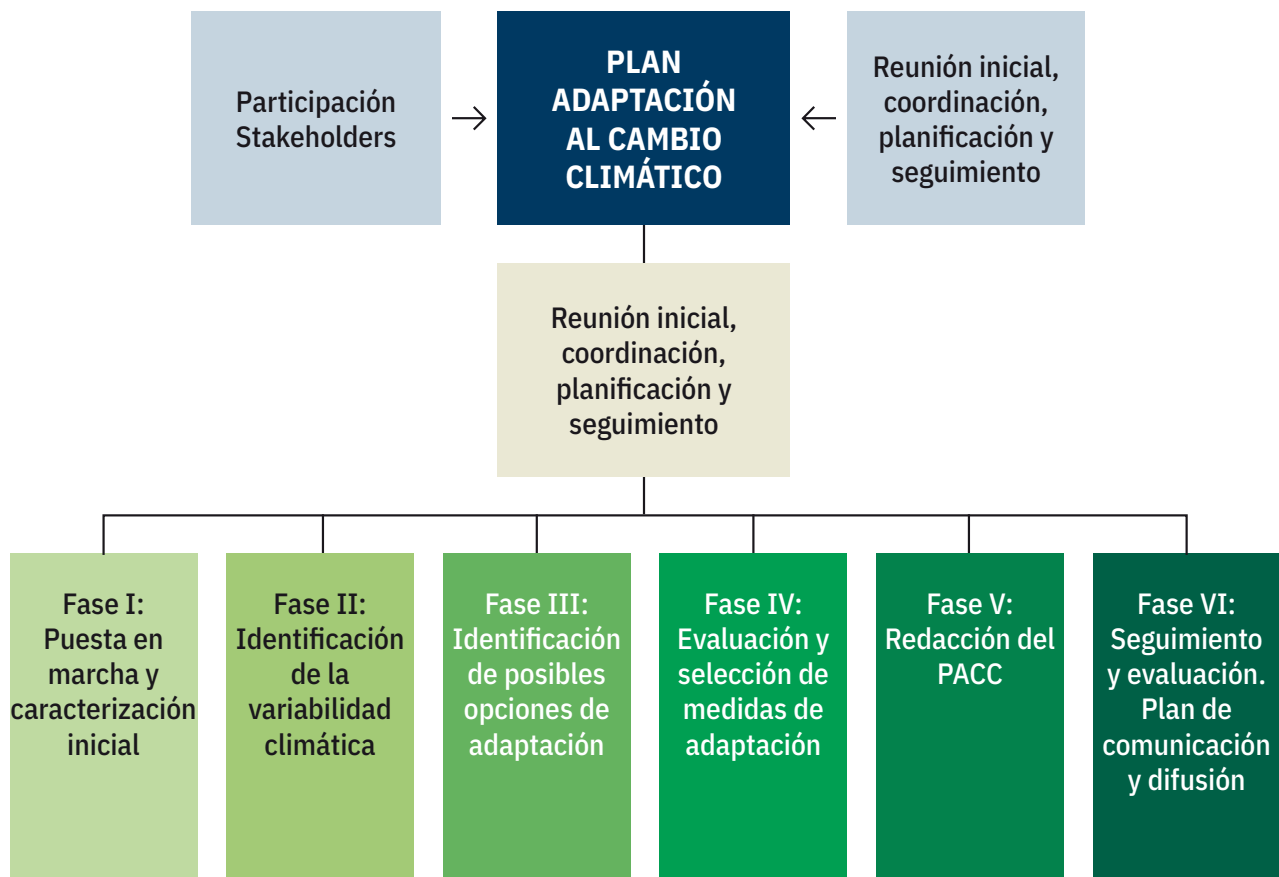 Participación
Stakeholders
PLAN
ADAPTACIÓN
AL CAMBIO
CLIMÁTICO
Reunión inicial,
coordinación,
planificación y
seguimiento
Reunión inicial,
coordinación,
planificación y
seguimiento
Fase I:
Puesta en
marcha y
caracterización
inicial
Fase II:
Identificación
de la
variabilidad
climática
Fase III:
Identificación
de posibles
opciones de
adaptación
Fase IV:
Evaluación y
selección de
medidas de
adaptación
Fase V:
Redacción del
PACC
Fase VI:
Seguimiento
y evaluación.
Plan de
comunicación
y difusión